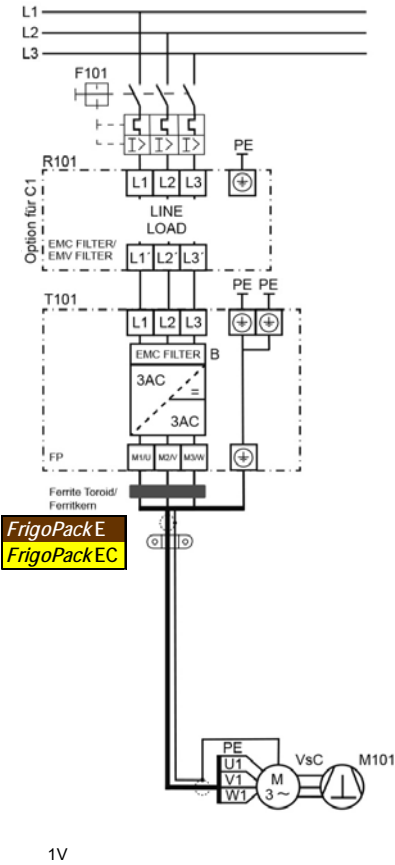 L1
L2
L3
F101
I> I> I>
PE
R101
L1 L2 L3
Option für C1
LINE
LOAD
EMC FILTER/
EMV FILTER
L1´ L2´ L3´
PE PE
T101
L1 L2 L3
EMC FILTER B
3AC
=
3AC
FP
M1/U M2/V M3/W
Ferrite Toroid/
Ferritkern
FrigoPack E
FrigoPack EC
PE
U1
V1
W1
M
3 ~
VsC
M101
1V